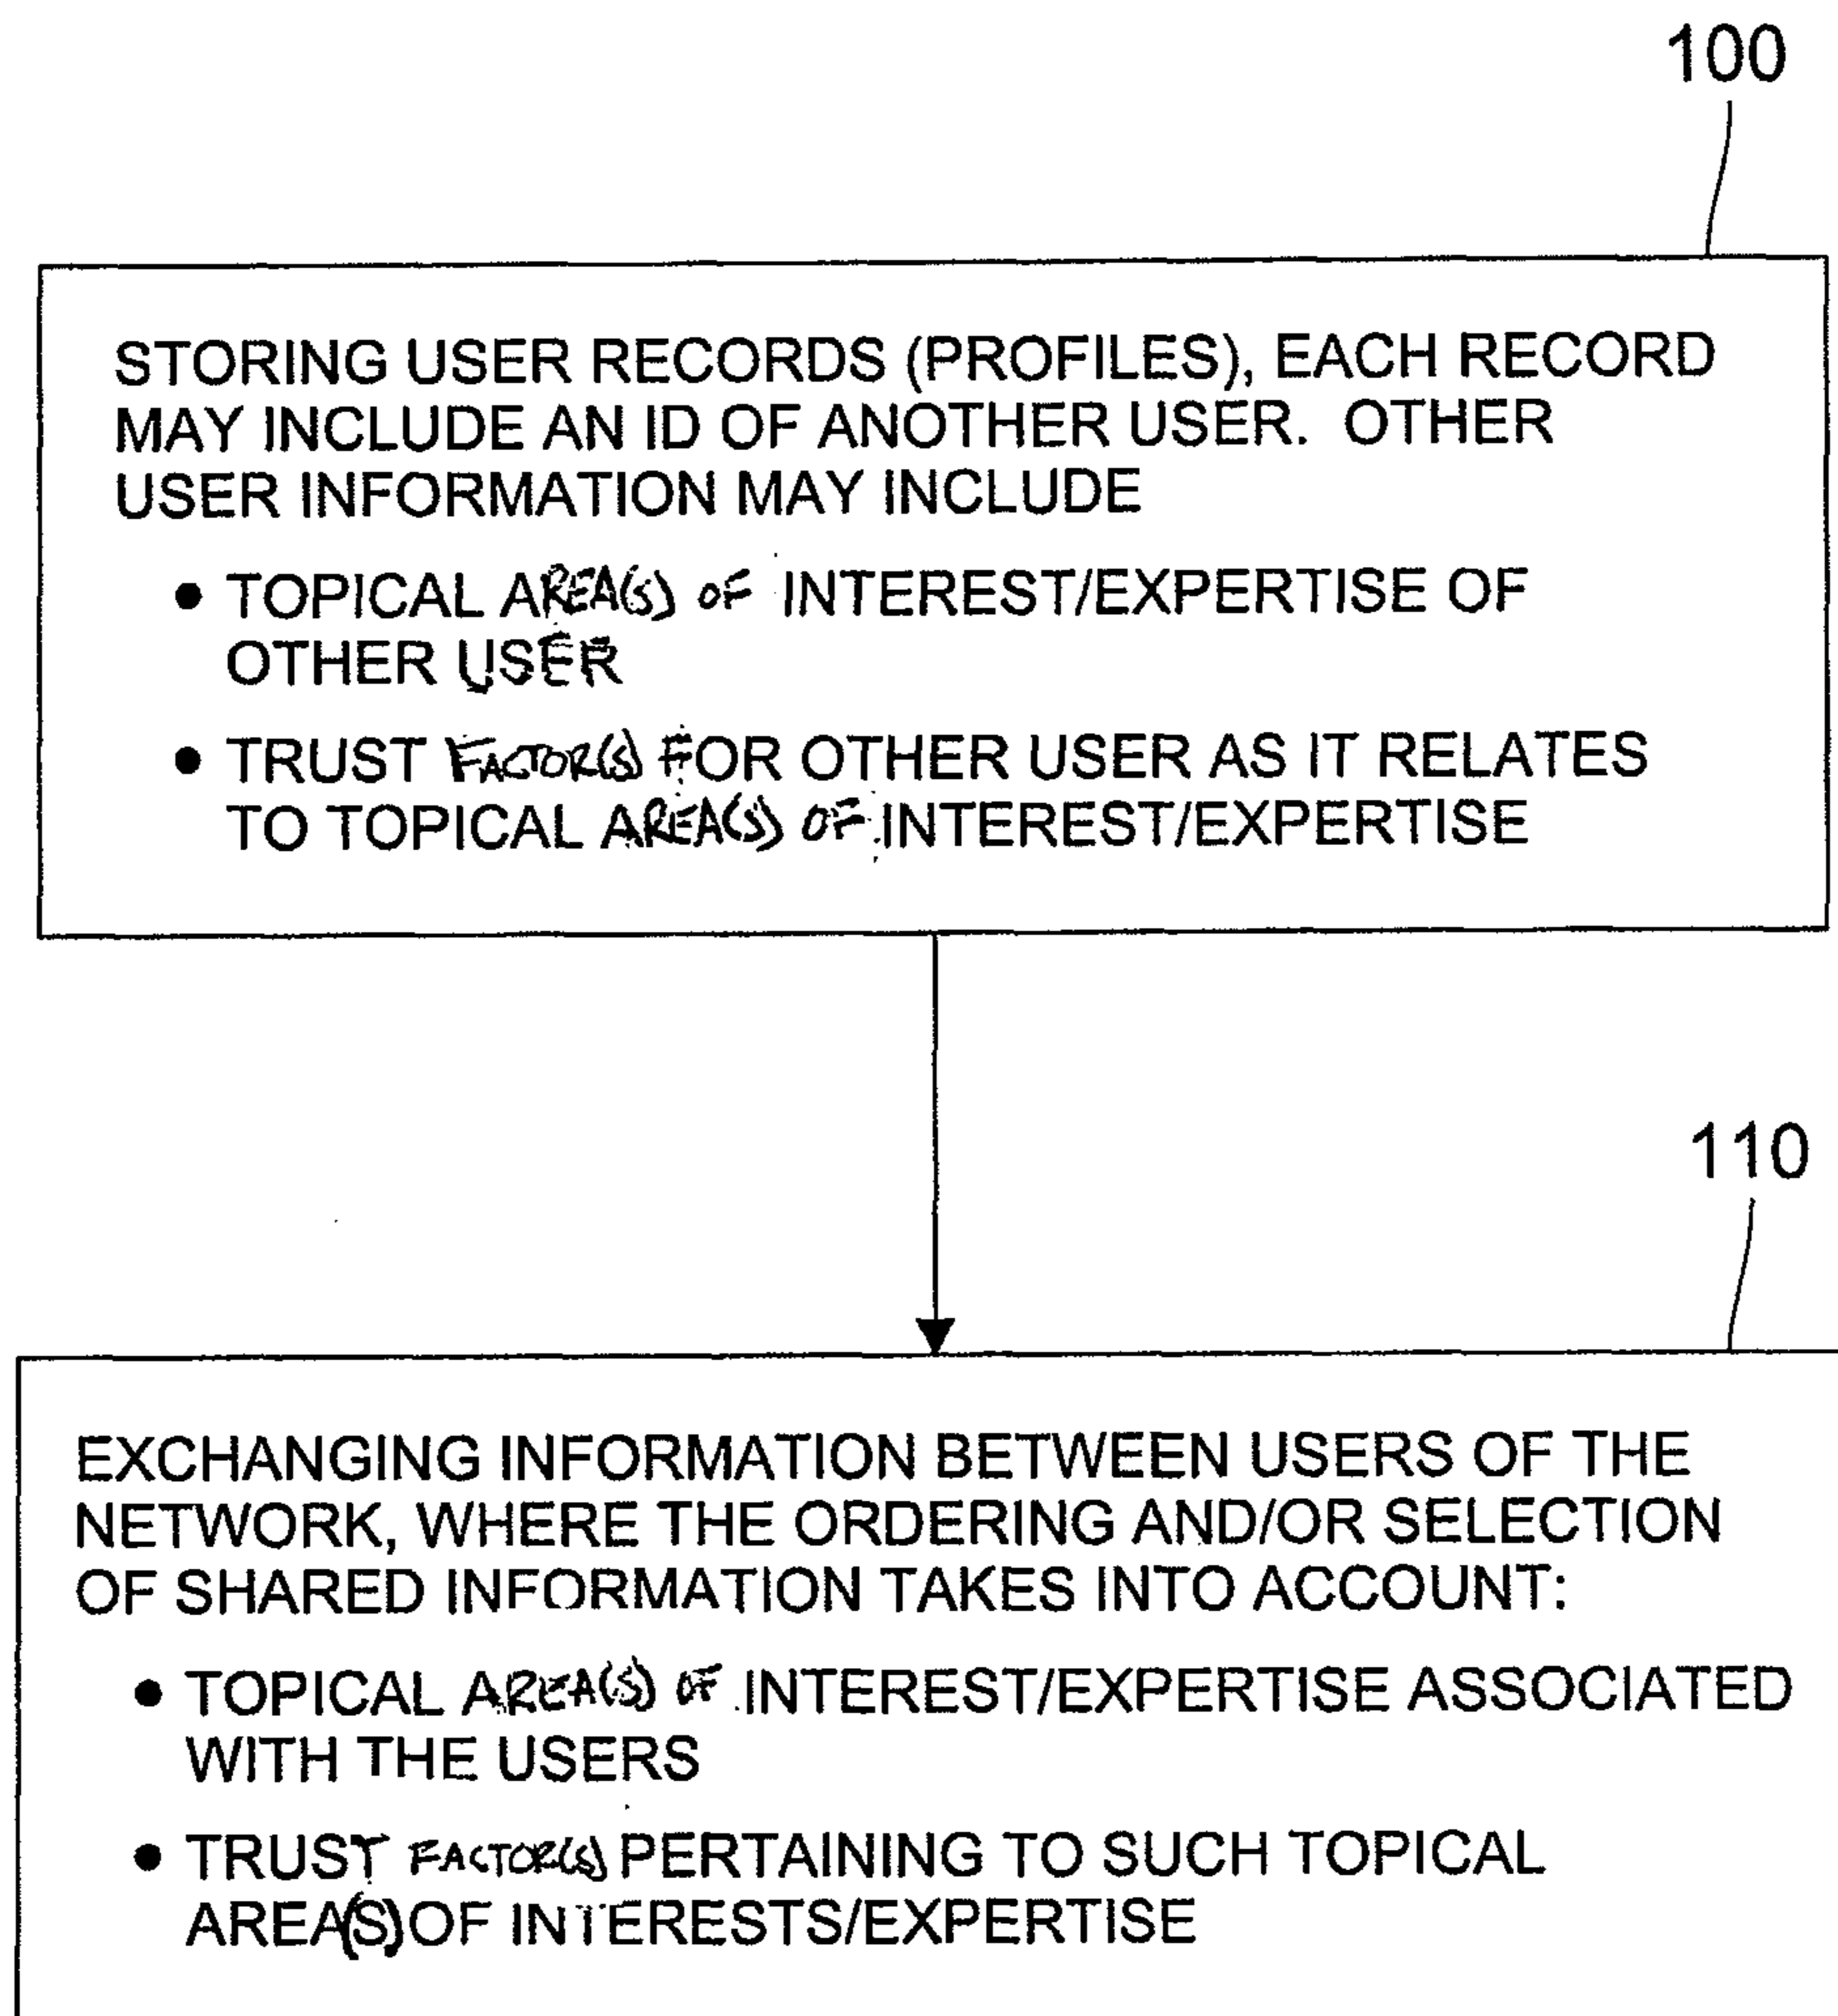 100
STORING USER RECORDS (PROFILES), EACH RECORD
MAY INCLUDE AN ID OF ANOTHER USER. OTHER
USER INFORMATION MAY INCLUDE
• TOPICAL AREA(S) OF INTEREST/EXPERTISE OF
OTHER USER
• TRUST FACTOR(S) FOR OTHER USER AS IT RELATES
TO TOPICAL AREA(S) OF INTEREST/EXPERTISE
110
EXCHANGING INFORMATION BETWEEN USERS OF THE
NETWORK, WHERE THE ORDERING AND/OR SELECTION
OF SHARED INFORMATION TAKES INTO ACCOUNT:
• TOPICAL AREA(S) OF INTEREST/EXPERTISE ASSOCIATED
WITH THE USERS
• TRUST FACTOR(S) PERTAINING TO SUCH TOPICAL
AREA(S) OF INTERESTS/EXPERTISE